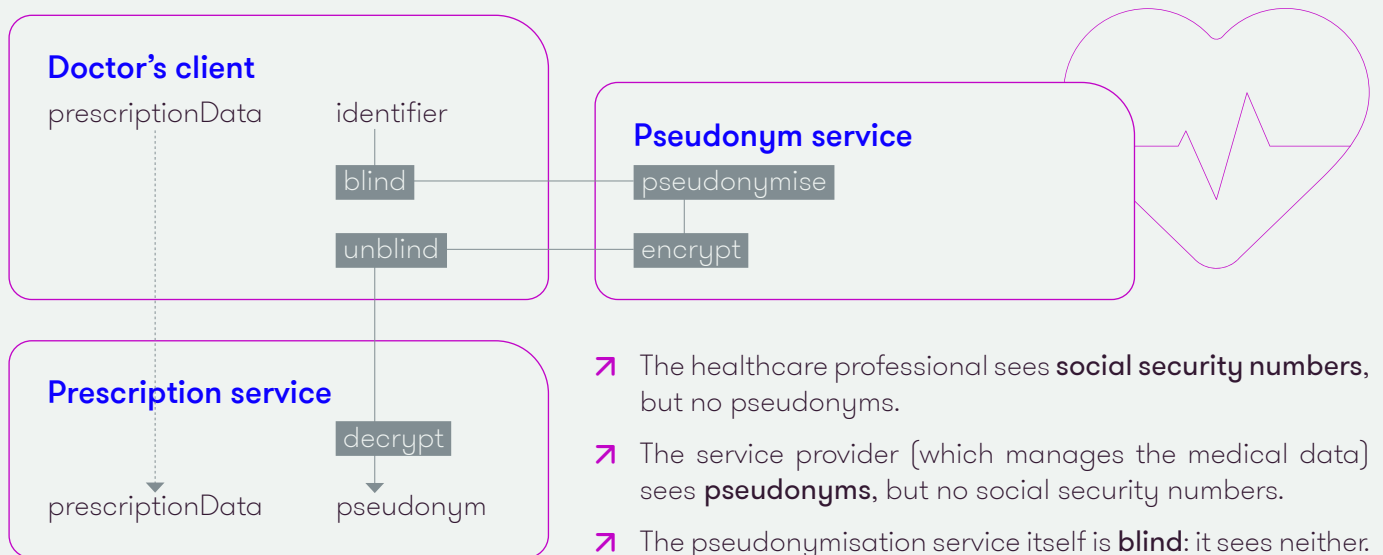 Doctor's client
prescriptionData identifier
blind
unblind
Pseudonym service
pseudonymise
encrypt
Prescription service
decrypt
prescriptionData pseudonym
The healthcare professional sees social security numbers,
but no pseudonyms.
The service provider (which manages the medical data)
sees pseudonyms, but no social security numbers.
The pseudonymisation service itself is blind: it sees neither.